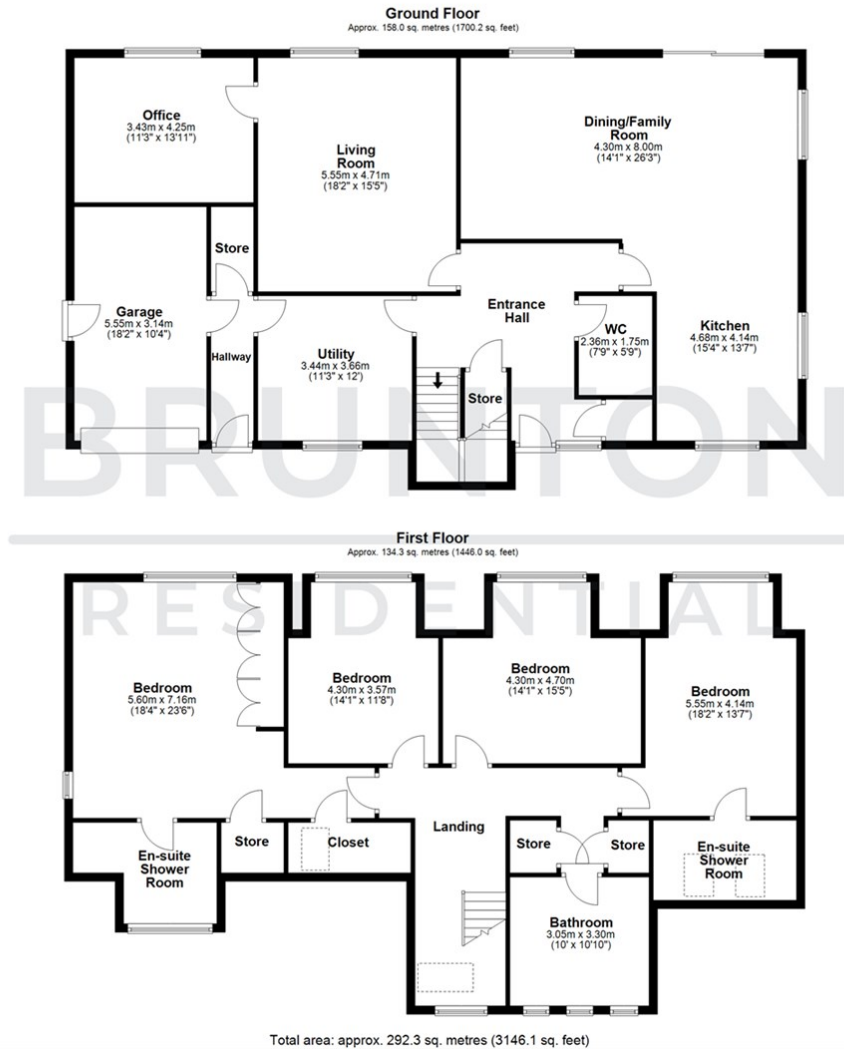 Ground Floor
Approx. 158.0 sq. metres (1700.2 sq. feet)
Office
3.43m x 4.25m
(11'3" x 13'11")
Living
Room
5.55m x 4.71m
(18'2" x 15'5")
Dining/Family
Room
4.30m x 8.00m
(14'1" x 26'3")
Store
Garage
5.55m x 3.14m
(18'2" x 10'4")
Hallway
Utility
3.44m x 3.66m
(11'3" x 12')
Entrance
Hall
WC
2.36m x 1.75m
(7'9" x 5'9")
Kitchen
4.68m x 4.14m
(15'4" x 13'7")
Store
BRUNTON
First Floor
Approx. 134.3 sq. metres (1446.0 sq. feet)
RESIDENTIAL
Bedroom
5.60m x 7.16m
(18'4" x 23'6")
Bedroom
4.30m x 3.57m
(14'1" x 11'8")
Bedroom
4.30m x 4.70m
(14'1" x 15'5")
Bedroom
5.55m x 4.14m
(18'2" x 13'7")
En-suite
Shower
Room
Store
Closet
Landing
Store
Store
En-suite
Shower
Room
Bathroom
3.05m x 3.30m
(10' x 10'10")
Total area: approx. 292.3 sq. metres (3146.1 sq. feet)